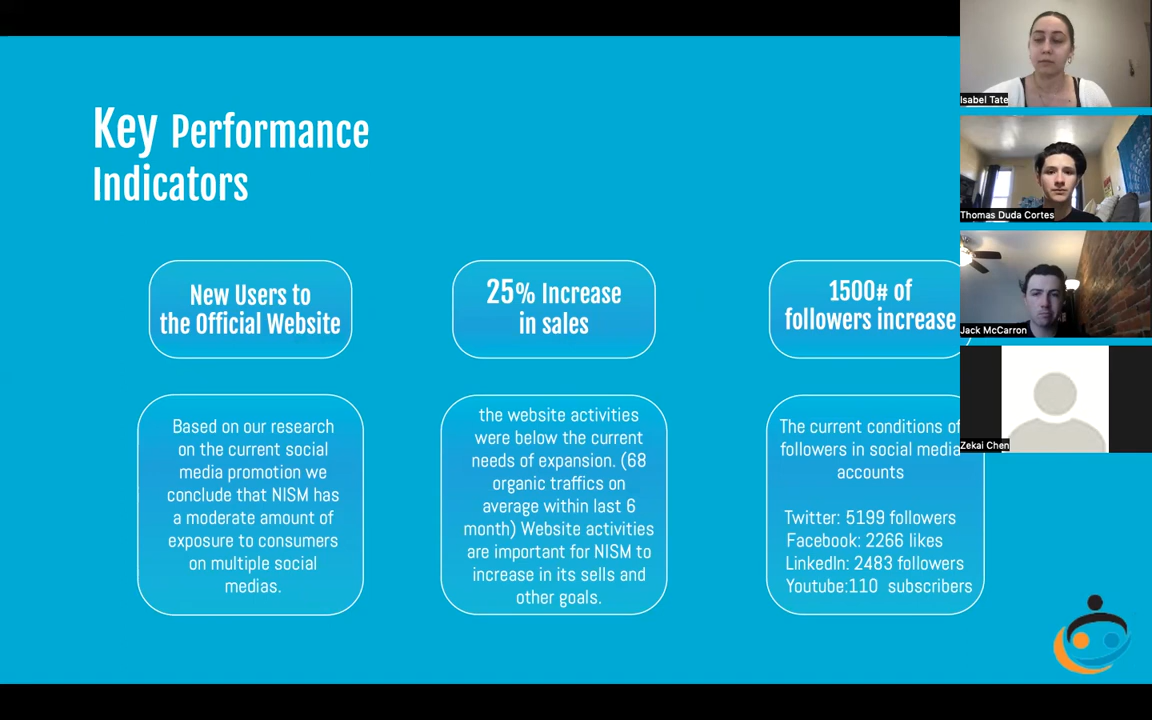 Key Performance
Indicators
New Users to
the Official Website
25% Increase
in sales
1500# of
followers increase
Based on our research
on the current social
media promotion we
conclude that NISM has
a moderate amount of
exposure to consumers
on multiple social
medias.
the website activities
were below the current
needs of expansion. (68
organic traffics on
average within last 6
month) Website activities
are important for NISM to
increase in its sells and
other goals.
The current conditions of
followers in social media
accounts
Twitter: 5199 followers
Facebook: 2266 likes
LinkedIn: 2483 followers
Youtube:110 subscribers
Isabel Tate
Thomas Duda Cortes
Jack McCarron
Zekai Chen